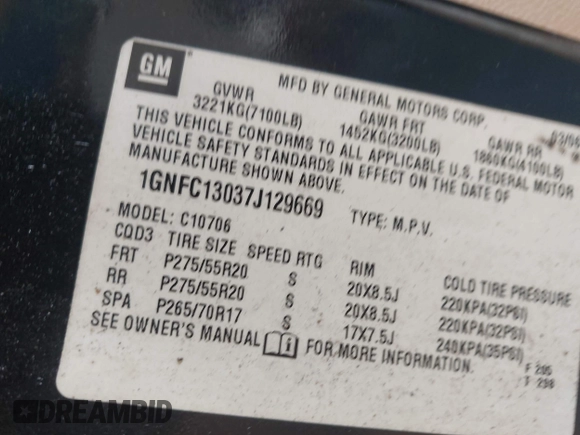 GM
MFD BY GENERAL MOTORS CORP.
GVWR GAWR FRT GAWR RR
3221KG(7100LB) 1452KG(3200LB) 1860KG(4100LB)
THIS VEHICLE CONFORMS TO ALL APPLICABLE U.S. FEDERAL MOTOR
VEHICLE SAFETY STANDARDS IN EFFECT ON THE DATE OF
MANUFACTURE SHOWN ABOVE.
1GNFC13037J129669 TYPE: M.P.V.
MODEL: C10706
CQD3 TIRE SIZE SPEED RTG RIM COLD TIRE PRESSURE
FRT P275/55R20 S 20X8.5J 220KPA(32PSI)
RR P275/55R20 S 20X8.5J 220KPA(32PSI)
SPA P265/70R17 S 17X7.5J 240KPA(35PSI)
SEE OWNER'S MANUAL i FOR MORE INFORMATION.
F 295
T 298
DREAMBID